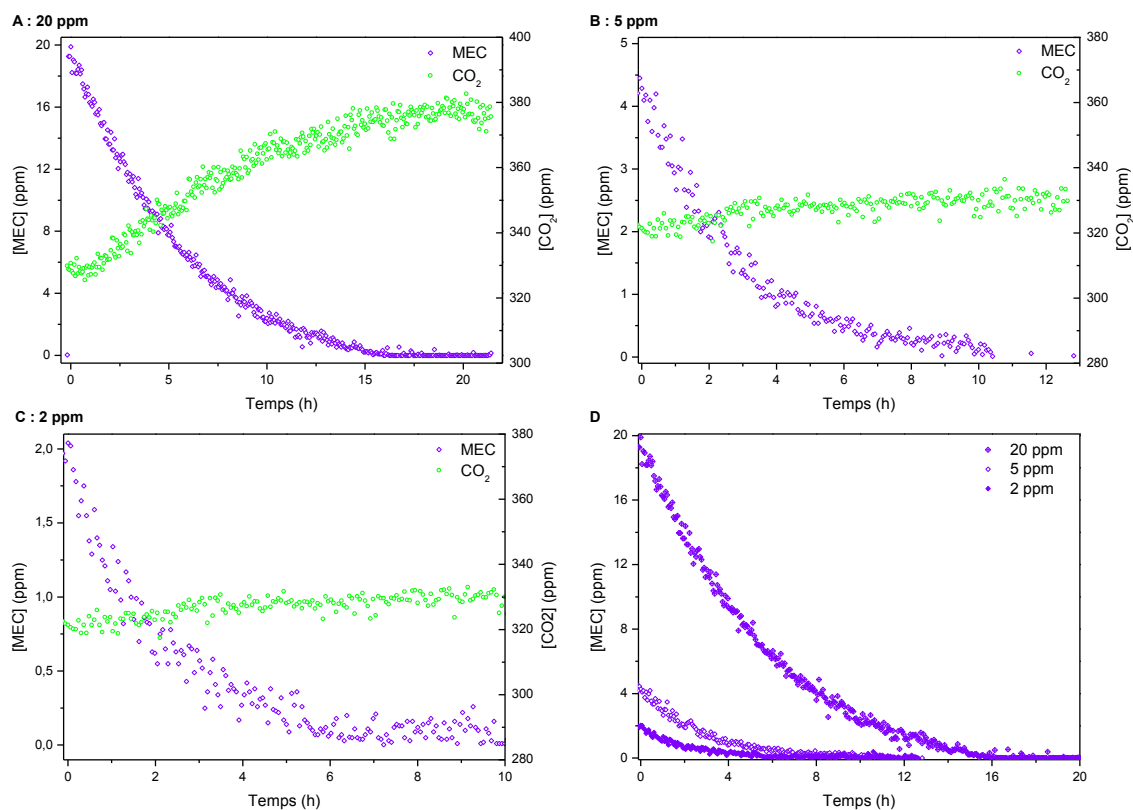 A : 20 ppm
20
16
12
8
4
0
[MEC] (ppm)
MEC
CO2
400
380
360
340
320
300
[CO2] (ppm)
0
5
10
15
20
Temps (h)
B : 5 ppm
5
4
3
2
1
0
[MEC] (ppm)
MEC
CO2
380
360
340
320
300
280
[CO2] (ppm)
0
2
4
6
8
10
12
Temps (h)
C : 2 ppm
2,0
1,5
1,0
0,5
0,0
[MEC] (ppm)
MEC
CO2
380
360
340
320
300
280
[CO2] (ppm)
0
2
4
6
8
10
Temps (h)
D
20
16
12
8
4
0
[MEC] (ppm)
20 ppm
5 ppm
2 ppm
0
4
8
12
16
20
Temps (h)